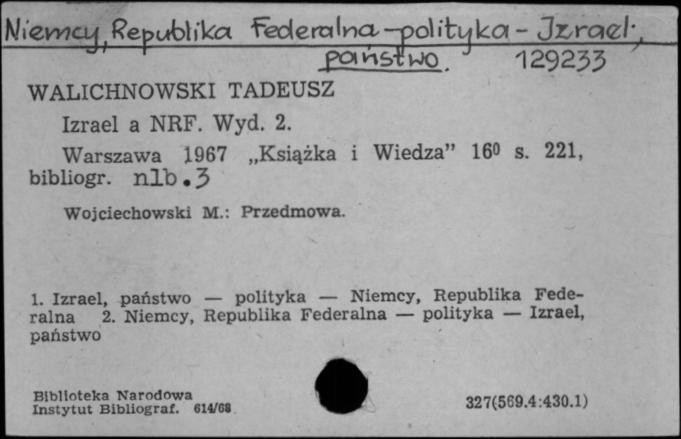 Niemcy, Republika Federalna - polityka - Izrael,
państwo. 129233
WALICHNOWSKI TADEUSZ
Izrael a NRF. Wyd. 2.
Warszawa 1967 „Książka i Wiedza” 16⁰ s. 221,
bibliogr. nlb. 3
Wojciechowski M.: Przedmowa.
1. Izrael, państwo — polityka — Niemcy, Republika Fede-
ralna 2. Niemcy, Republika Federalna — polityka — Izrael,
państwo
Biblioteka Narodowa
Instytut Bibliograf. 614/68
327(569.4:430.1)